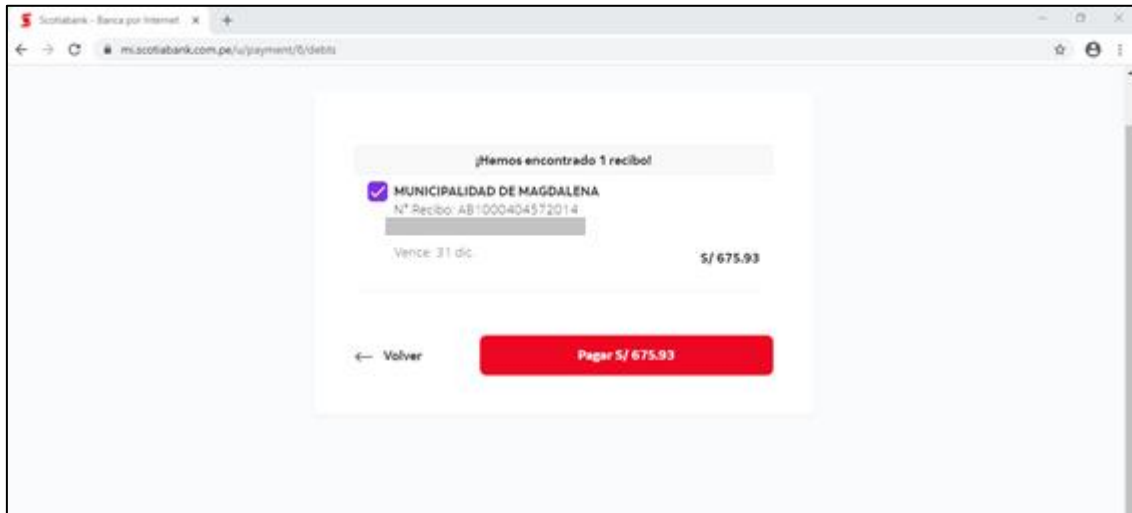 Scotiabank - Banca por Internet
mi.scotiabank.com.pe/u/payment/6/debts
¡Hemos encontrado 1 recibo!
MUNICIPALIDAD DE MAGDALENA
N° Recibo: AB1000404572014
Vence: 31 dic.
S/ 675.93
Volver
Pagar S/ 675.93